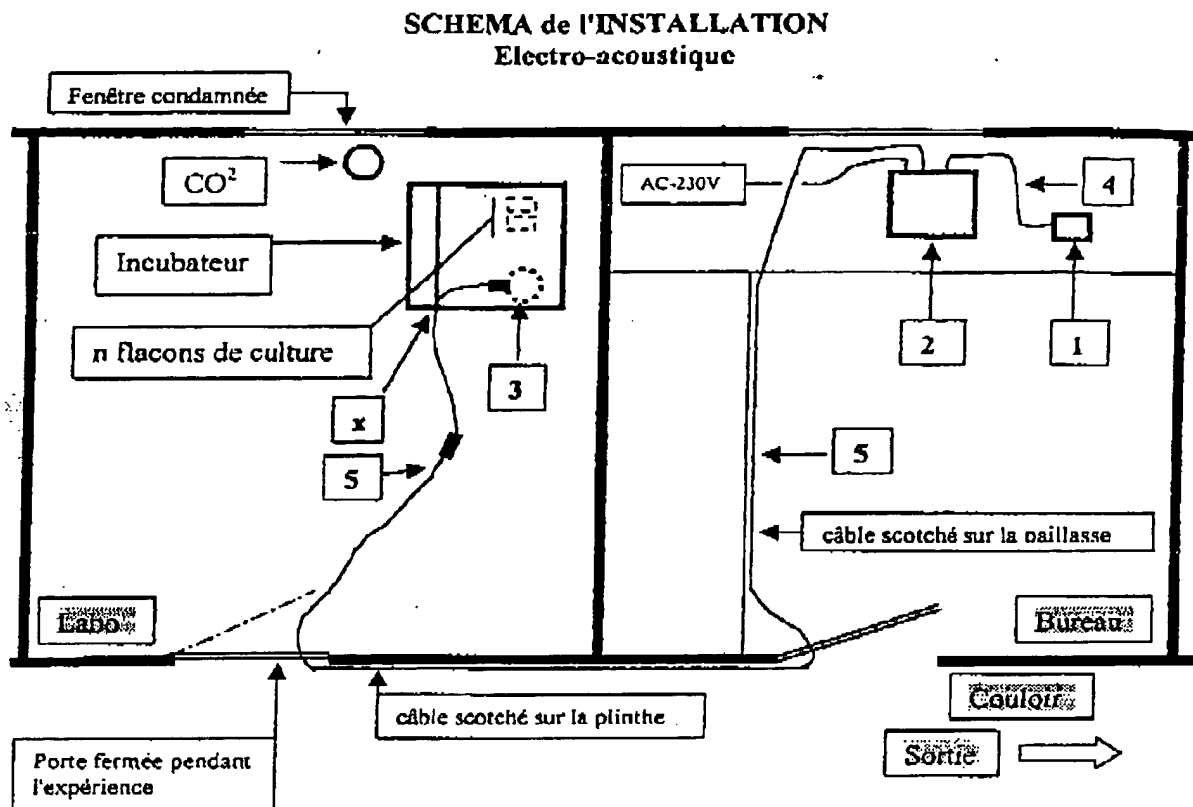 SCHEMA de l'INSTALLATION
Electro-acoustique
Fenêtre condamnée
CO²
AC-230V
4
Incubateur
n flacons de culture
3
2
1
x
5
5
câble scotché sur la paillasse
Labo
Bureau
câble scotché sur la plinthe
Couloir
Sortie
Porte fermée pendant
l'expérience